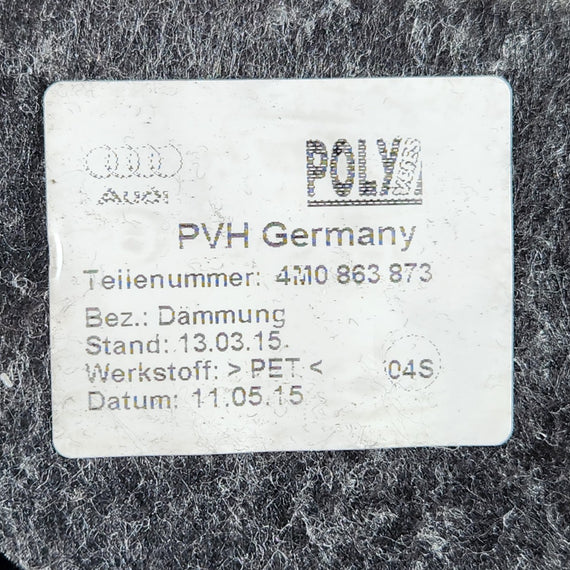 Audi
POLY
PVH Germany
Teilenummer: 4M0 863 873
Bez.: Dämmung
Stand: 13.03.15
Werkstoff: > PET < 04S
Datum: 11.05.15